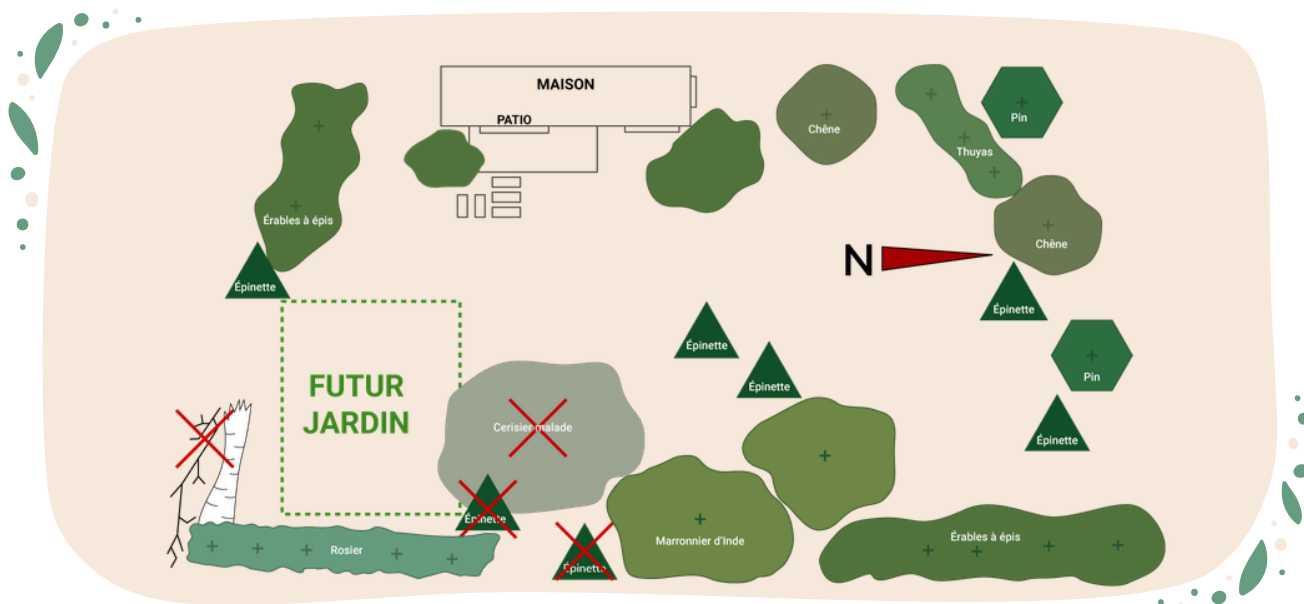 MAISON
PATIO
Chêne
Pin
Thuyas
Érables à épis
Chêne
N
Épinette
Épinette
Épinette
Pin
Épinette
FUTUR
JARDIN
Cerisier malade
Épinette
Épinette
Rosier
Marronnier d'Inde
Érables à épis
Épinette